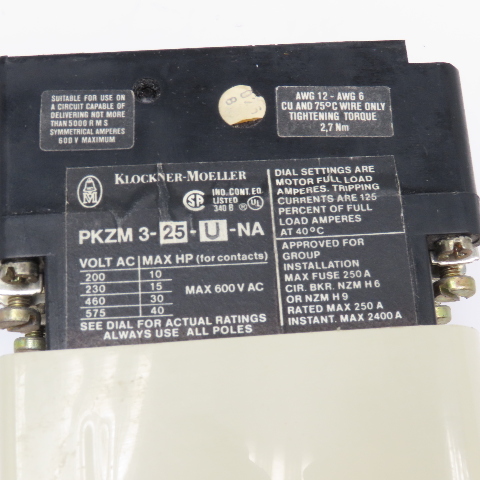 SUITABLE FOR USE ON
A CIRCUIT CAPABLE OF
DELIVERING NOT MORE
THAN 5000 R M S
SYMMETRICAL AMPERES
600 V MAXIMUM
AWG 12 - AWG 6
CU AND 75°C WIRE ONLY
TIGHTENING TORQUE
2,7 Nm
KLOCKNER-MOELLER
IND. CONT. EQ.
LISTED
340 B
PKZM 3-25-U-NA
VOLT AC MAX HP (for contacts)
200 10
230 15
460 30
575 40
MAX 600 V AC
SEE DIAL FOR ACTUAL RATINGS
ALWAYS USE ALL POLES
DIAL SETTINGS ARE
MOTOR FULL LOAD
AMPERES. TRIPPING
CURRENTS ARE 125
PERCENT OF FULL
LOAD AMPERES
AT 40°C
APPROVED FOR
GROUP
INSTALLATION
MAX FUSE 250 A
CIR. BKR. NZM H 6
OR NZM H 9
RATED MAX 250 A
INSTANT. MAX 2400 A